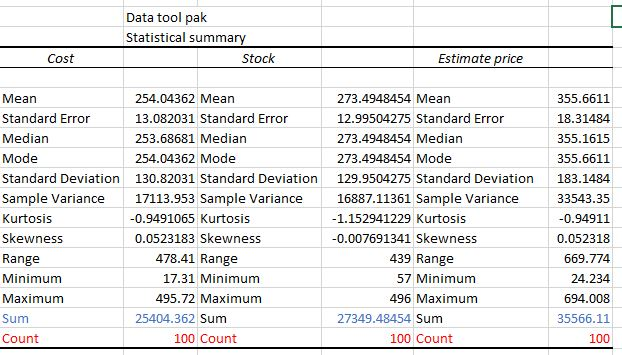 Data tool pak
Statistical summary
Cost Stock Estimate price
Mean 254.04362 Mean 273.4948454 Mean 355.6611
Standard Error 13.082031 Standard Error 12.99504275 Standard Error 18.31484
Median 253.68681 Median 273.4948454 Median 355.1615
Mode 254.04362 Mode 273.4948454 Mode 355.6611
Standard Deviation 130.82031 Standard Deviation 129.9504275 Standard Deviation 183.1484
Sample Variance 17113.953 Sample Variance 16887.11361 Sample Variance 33543.35
Kurtosis -0.9491065 Kurtosis -1.152941229 Kurtosis -0.94911
Skewness 0.0523183 Skewness -0.007691341 Skewness 0.052318
Range 478.41 Range 439 Range 669.774
Minimum 17.31 Minimum 57 Minimum 24.234
Maximum 495.72 Maximum 496 Maximum 694.008
Sum 25404.362 Sum 27349.48454 Sum 35566.11
Count 100 Count 100 Count 100